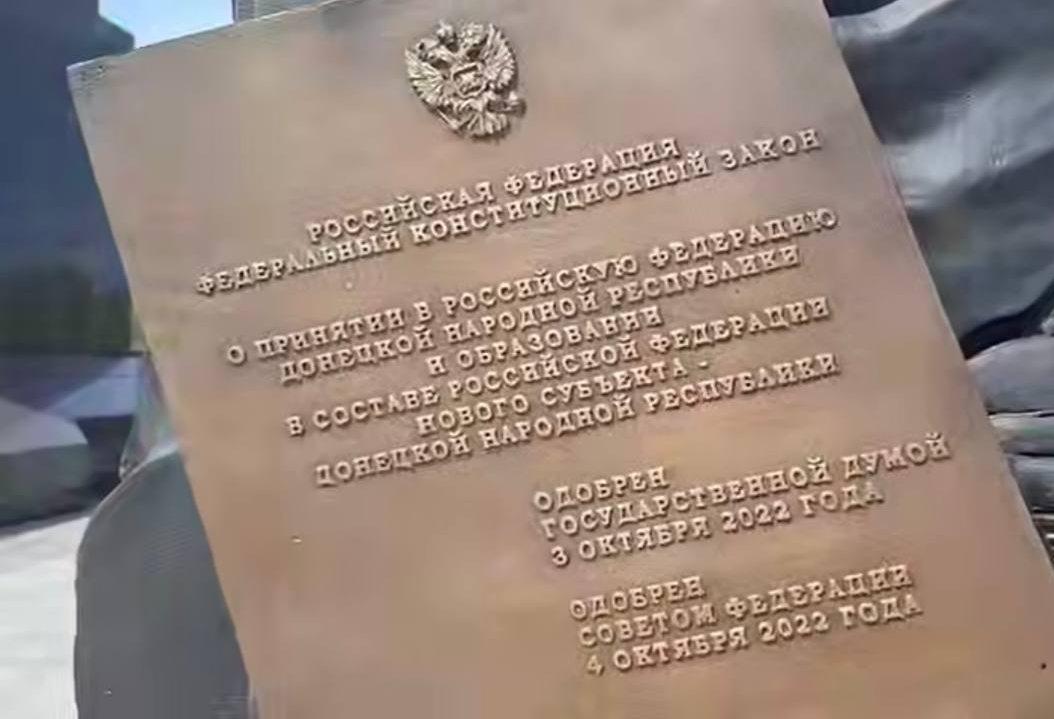 РОССИЙСКАЯ ФЕДЕРАЦИЯ
ФЕДЕРАЛЬНЫЙ КОНСТИТУЦИОННЫЙ ЗАКОН
О ПРИНЯТИИ В РОССИЙСКУЮ ФЕДЕРАЦИЮ
ДОНЕЦКОЙ НАРОДНОЙ РЕСПУБЛИКИ
И ОБРАЗОВАНИИ
В СОСТАВЕ РОССИЙСКОЙ ФЕДЕРАЦИИ
НОВОГО СУБЪЕКТА -
ДОНЕЦКОЙ НАРОДНОЙ РЕСПУБЛИКИ
ОДОБРЕН
ГОСУДАРСТВЕННОЙ ДУМОЙ
3 ОКТЯБРЯ 2022 ГОДА
ОДОБРЕН
СОВЕТОМ ФЕДЕРАЦИИ
4 ОКТЯБРЯ 2022 ГОДА